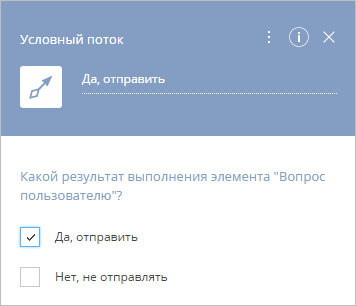 Условный поток
Да, отправить
Какой результат выполнения элемента "Вопрос
пользователю"?
Да, отправить
Нет, не отправлять